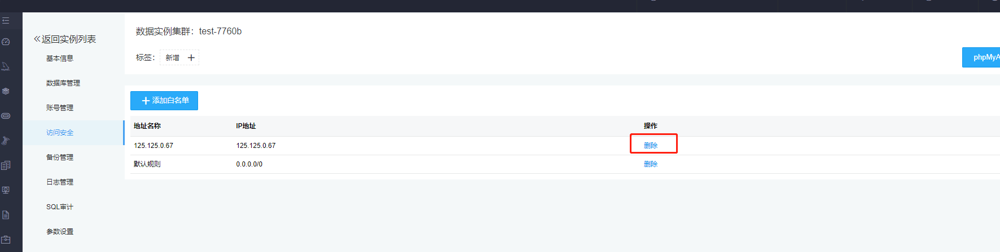 数据实例集群：test-7760b
返回实例列表
标签： 新增
基本信息
phpMyA
数据库管理
添加白名单
账号管理
地址名称 IP地址 操作
访问安全
125.125.0.67 125.125.0.67 删除
备份管理
默认规则 0.0.0.0/0 删除
日志管理
SQL审计
参数设置